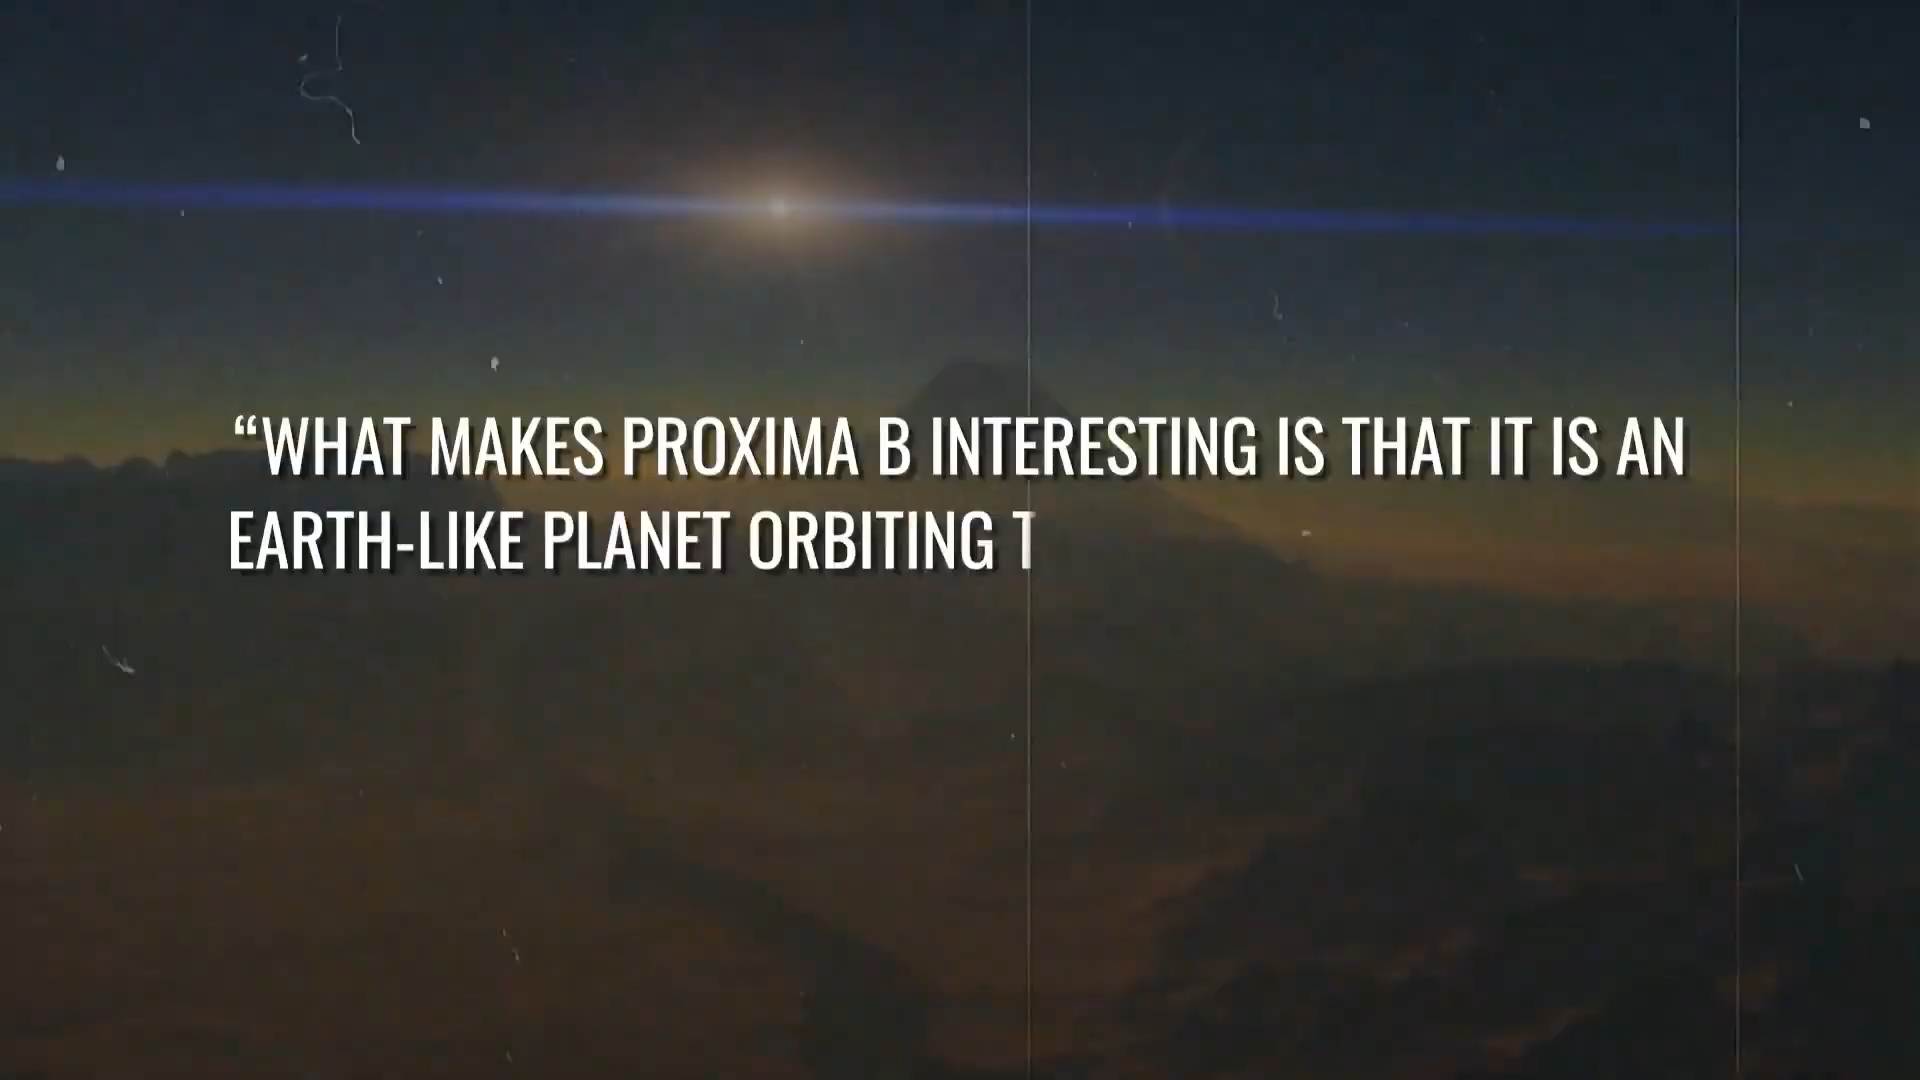 “WHAT MAKES PROXIMA B INTERESTING IS THAT IT IS AN
EARTH-LIKE PLANET ORBITING T